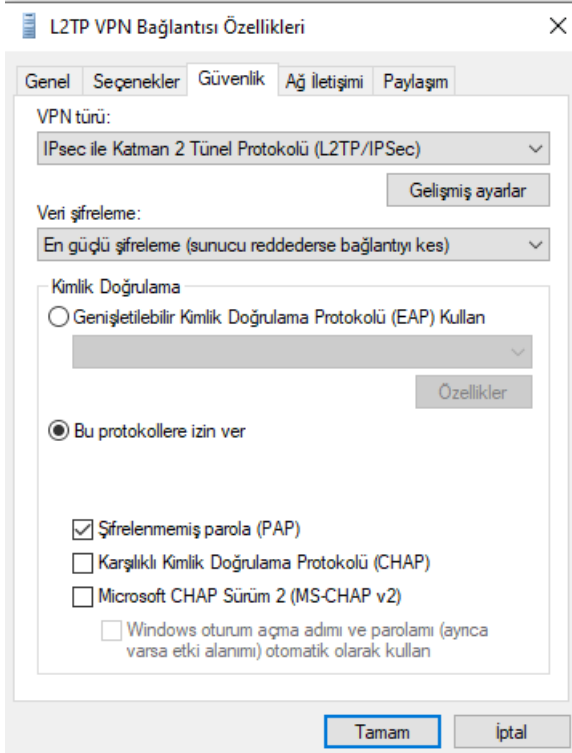 L2TP VPN Bağlantısı Özellikleri
Genel Seçenekler Güvenlik Ağ İletişimi Paylaşım
VPN türü:
IPsec ile Katman 2 Tünel Protokolü (L2TP/IPSec)
Gelişmiş ayarlar
Veri şifreleme:
En güçlü şifreleme (sunucu reddederse bağlantıyı kes)
Kimlik Doğrulama
Genişletilebilir Kimlik Doğrulama Protokolü (EAP) Kullan
Özellikler
Bu protokollere izin ver
Şifrelenmemiş parola (PAP)
Karşılıklı Kimlik Doğrulama Protokolü (CHAP)
Microsoft CHAP Sürüm 2 (MS-CHAP v2)
Windows oturum açma adımı ve parolamı (ayrıca
varsa etki alanımı) otomatik olarak kullan
Tamam İptal